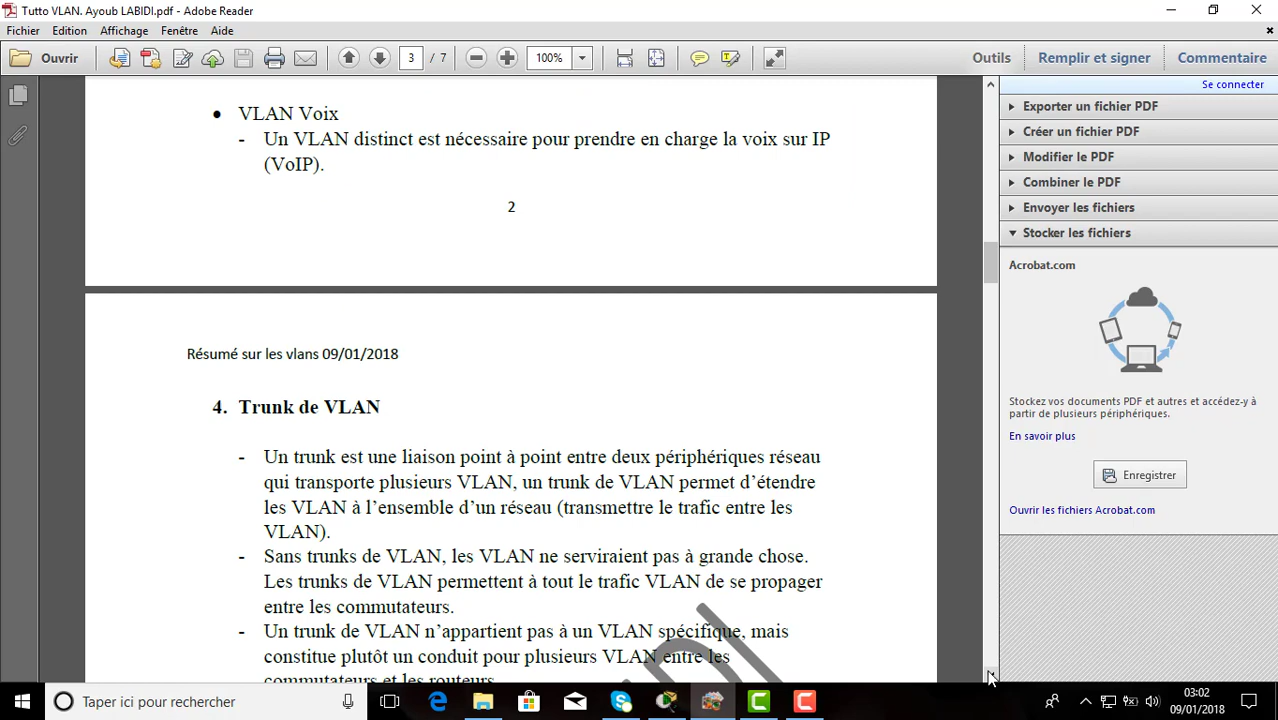 Tutto VLAN. Ayoub LABIDI.pdf - Adobe Reader
Fichier Edition Affichage Fenêtre Aide
Ouvrir 3 / 7 100% Outils Remplir et signer Commentaire
Se connecter
Exporter un fichier PDF
Créer un fichier PDF
Modifier le PDF
Combiner le PDF
Envoyer les fichiers
Stocker les fichiers
Acrobat.com
Stockez vos documents PDF et autres et accédez-y à
partir de plusieurs périphériques.
En savoir plus
Enregistrer
Ouvrir les fichiers Acrobat.com
• VLAN Voix
- Un VLAN distinct est nécessaire pour prendre en charge la voix sur IP
(VoIP).
2
Résumé sur les vlans 09/01/2018
4. Trunk de VLAN
- Un trunk est une liaison point à point entre deux périphériques réseau
qui transporte plusieurs VLAN, un trunk de VLAN permet d’étendre
les VLAN à l’ensemble d’un réseau (transmettre le trafic entre les
VLAN).
- Sans trunks de VLAN, les VLAN ne serviraient pas à grande chose.
Les trunks de VLAN permettent à tout le trafic VLAN de se propager
entre les commutateurs.
- Un trunk de VLAN n’appartient pas à un VLAN spécifique, mais
constitue plutôt un conduit pour plusieurs VLAN entre les
commutateurs et les routeurs.
Taper ici pour rechercher
03:02
09/01/2018